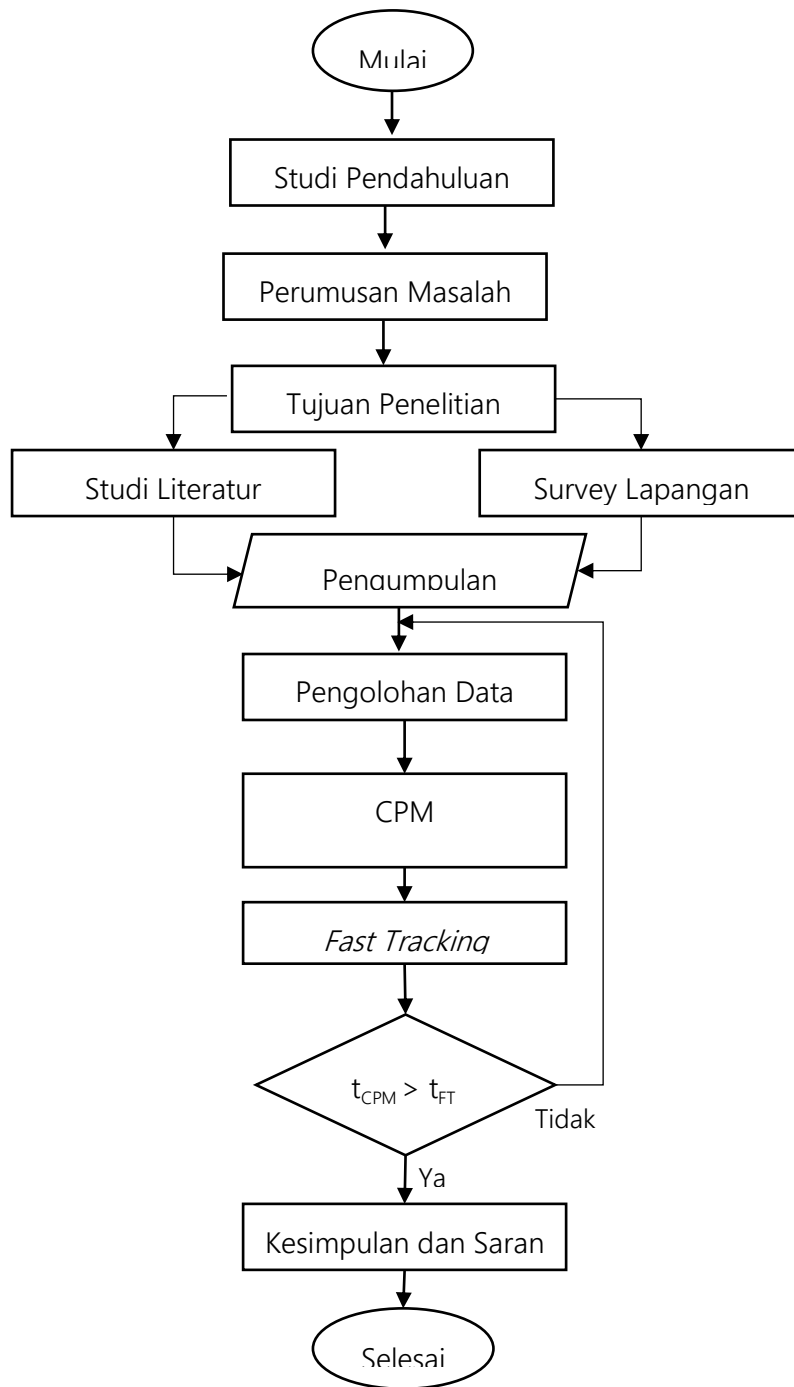 Mulai
Studi Pendahuluan
Perumusan Masalah
Tujuan Penelitian
Studi Literatur
Survey Lapangan
Pengumpulan
Pengolohan Data
CPM
Fast Tracking
tCPM > tFT
Tidak
Ya
Kesimpulan dan Saran
Selesai